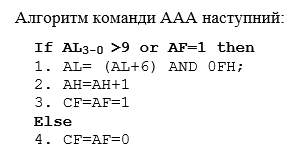 Алгоритм команди AAA наступний:
If AL3-0 >9 or AF=1 then
1. AL= (AL+6) AND 0FH;
2. AH=AH+1
3. CF=AF=1
Else
4. CF=AF=0